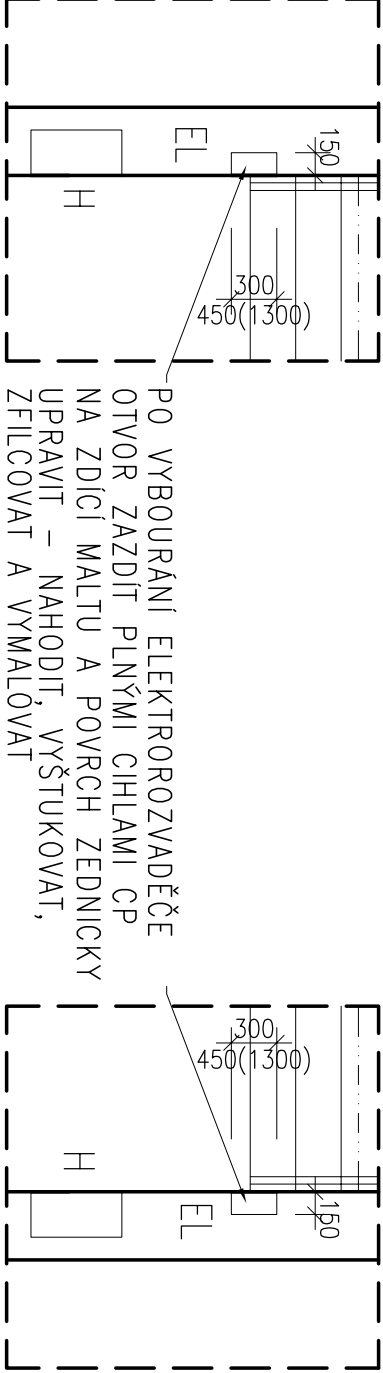 150
EL
H
300
450(1300)
PO VYBOURÁNÍ ELEKTROROZVADĚČE
OTVOR ZAZDÍT PLNÝMI CIHLAMI CP
NA ZDÍCÍ MALTU A POVRCH ZEDNICKY
UPRAVIT – NAHODIT, VYŠTUKOVAT,
ZFILCOVAT A VYMALOVAT
300
450(1300)
H
EL
150